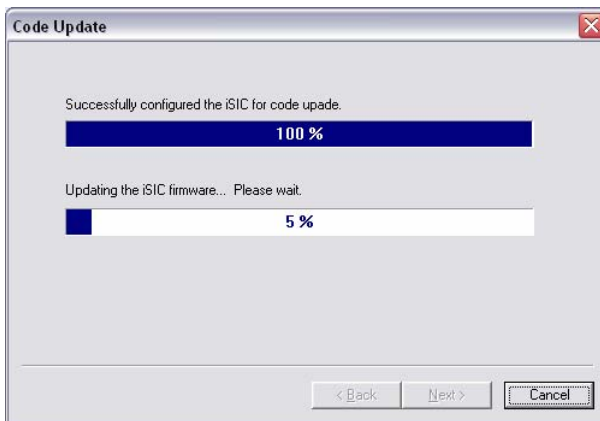 Code Update
Successfully configured the iSIC for code upade.
100 %
Updating the iSIC firmware... Please wait.
5 %
< Back
Next >
Cancel